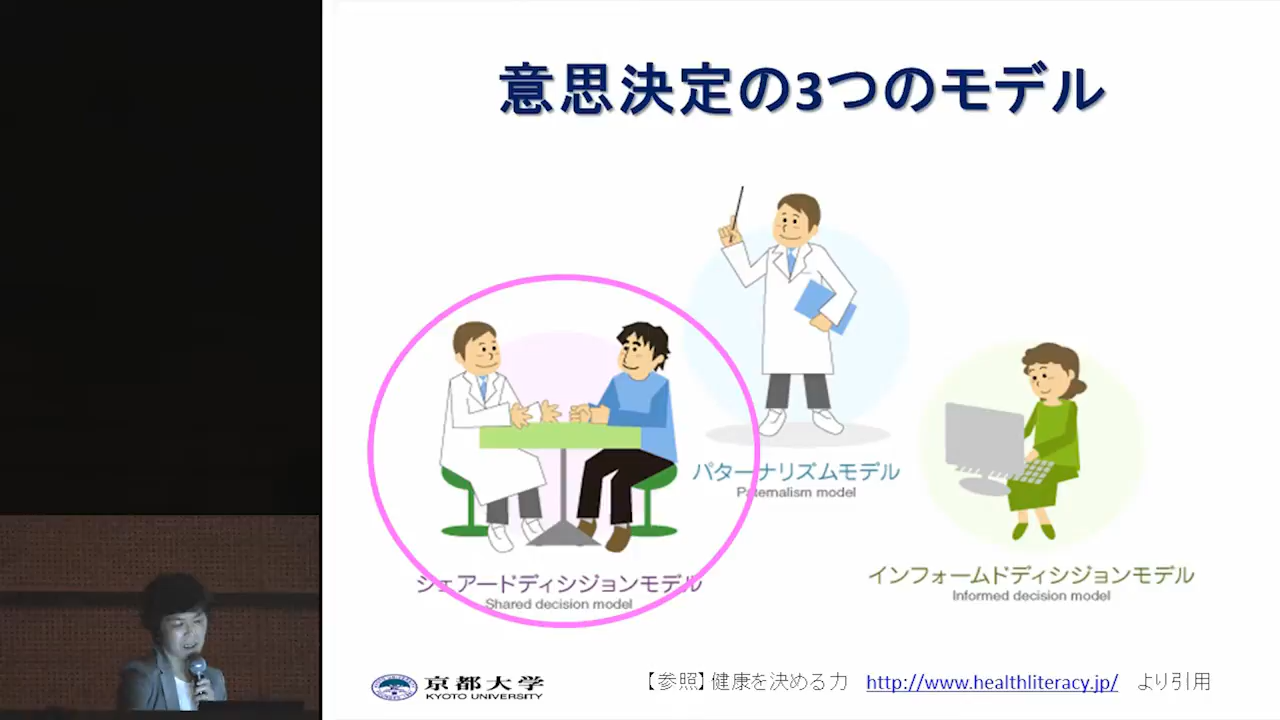 意思決定の3つのモデル
パターナリズムモデル
Paternalism model
シェアードディシジョンモデル
Shared decision model
インフォームドディシジョンモデル
Informed decision model
京都大学
KYOTO UNIVERSITY
【参照】健康を決める力 http://www.healthliteracy.jp/ より引用